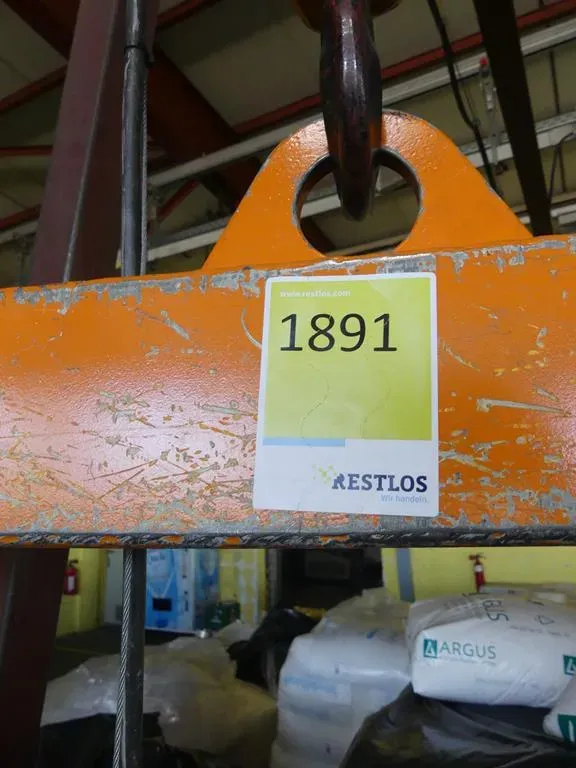 www.restlos.com
1891
RESTLOS
Wir handeln.
ARGUS